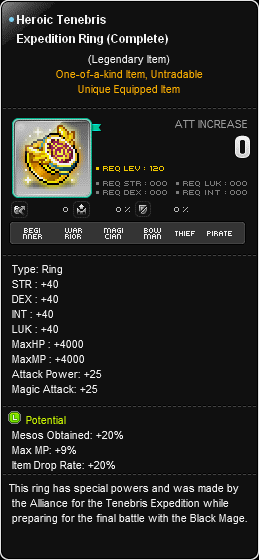 Heroic Tenebris
Expedition Ring (Complete)
(Legendary Item)
One-of-a-kind Item, Untradable
Unique Equipped Item
ATT INCREASE
0
REQ LEV : 120
REQ STR : 000 REQ LUK : 000
REQ DEX : 000 REQ INT : 000
0 0 % 0 %
BEGINNER WARRIOR MAGICIAN BOWMAN THIEF PIRATE
Type: Ring
STR : +40
DEX : +40
INT : +40
LUK : +40
MaxHP : +4000
MaxMP : +4000
Attack Power: +25
Magic Attack: +25
L Potential
Mesos Obtained: +20%
Max MP: +9%
Item Drop Rate: +20%
This ring has special powers and was made by
the Alliance for the Tenebris Expedition while
preparing for the final battle with the Black Mage.